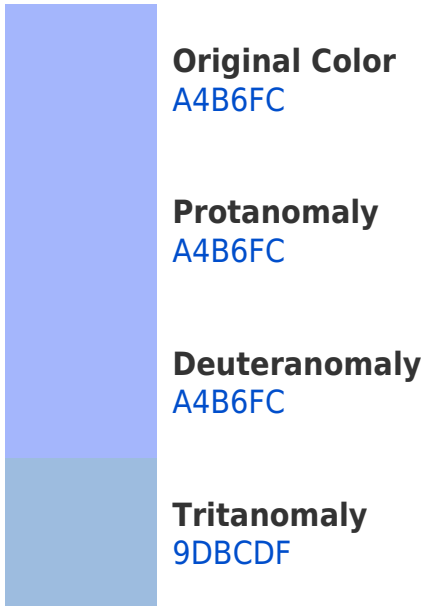 Original Color
A4B6FC
Protanomaly
A4B6FC
Deuteranomaly
A4B6FC
Tritanomaly
9DBCDF